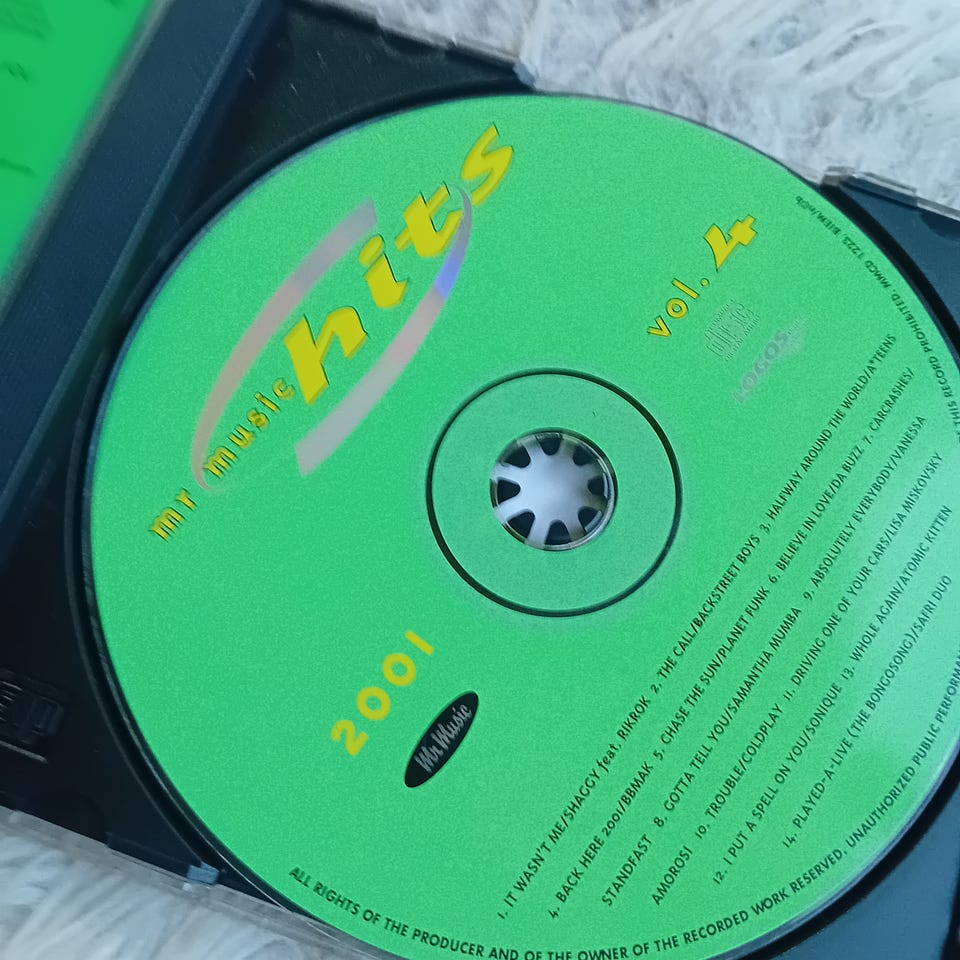 mr music hits
vol. 4
2001
Mr Music
LOGOS
1. IT WASN'T ME/SHAGGY feat. RIKROK 2. THE CALL/BACKSTREET BOYS 3. HALFWAY AROUND THE WORLD/A*TEENS
4. BACK HERE 2001/BBMAK 5. CHASE THE SUN/PLANET FUNK 6. BELIEVE IN LOVE/DA BUZZ 7. CARCRASHES/
STANDFAST 8. GOTTA TELL YOU/SAMANTHA MUMBA 9. ABSOLUTELY EVERYBODY/VANESSA
AMOROSI 10. TROUBLE/COLDPLAY 11. DRIVING ONE OF YOUR CARS/LISA MISKOVSKY
12. I PUT A SPELL ON YOU/SONIQUE 13. WHOLE AGAIN/ATOMIC KITTEN
14. PLAYED-A-LIVE (THE BONGOSONG)/SAFRI DUO
ALL RIGHTS OF THE PRODUCER AND OF THE OWNER OF THE RECORDED WORK RESERVED. UNAUTHORIZED PUBLIC PERFORMAN THIS RECORD PROHIBITED. MMCD 1223. BIEM/n©b